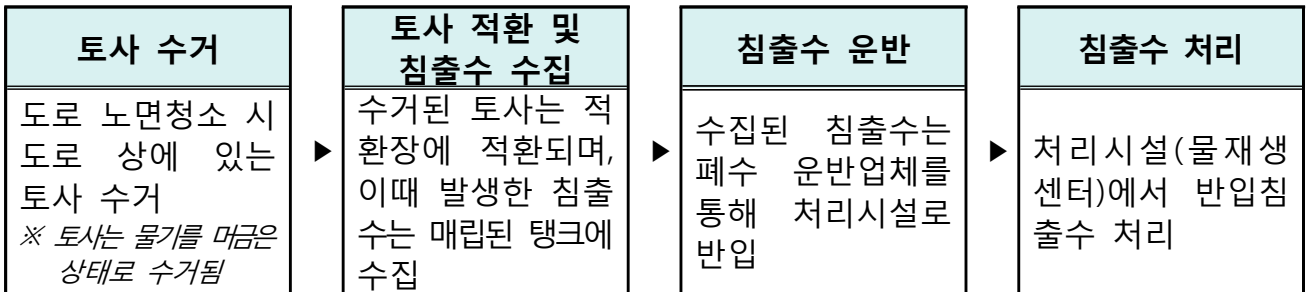 토사 수거
도로 노면청소 시
도로 상에 있는
토사 수거
※ 토사는 물기를 머금은
상태로 수거됨
▶
토사 적환 및
침출수 수집
수거된 토사는 적
환장에 적환되며,
이때 발생한 침출
수는 매립된 탱크에
수집
▶
침출수 운반
수집된 침출수는
폐수 운반업체를
통해 처리시설로
반입
▶
침출수 처리
처리시설(물재생
센터)에서 반입침
출수 처리